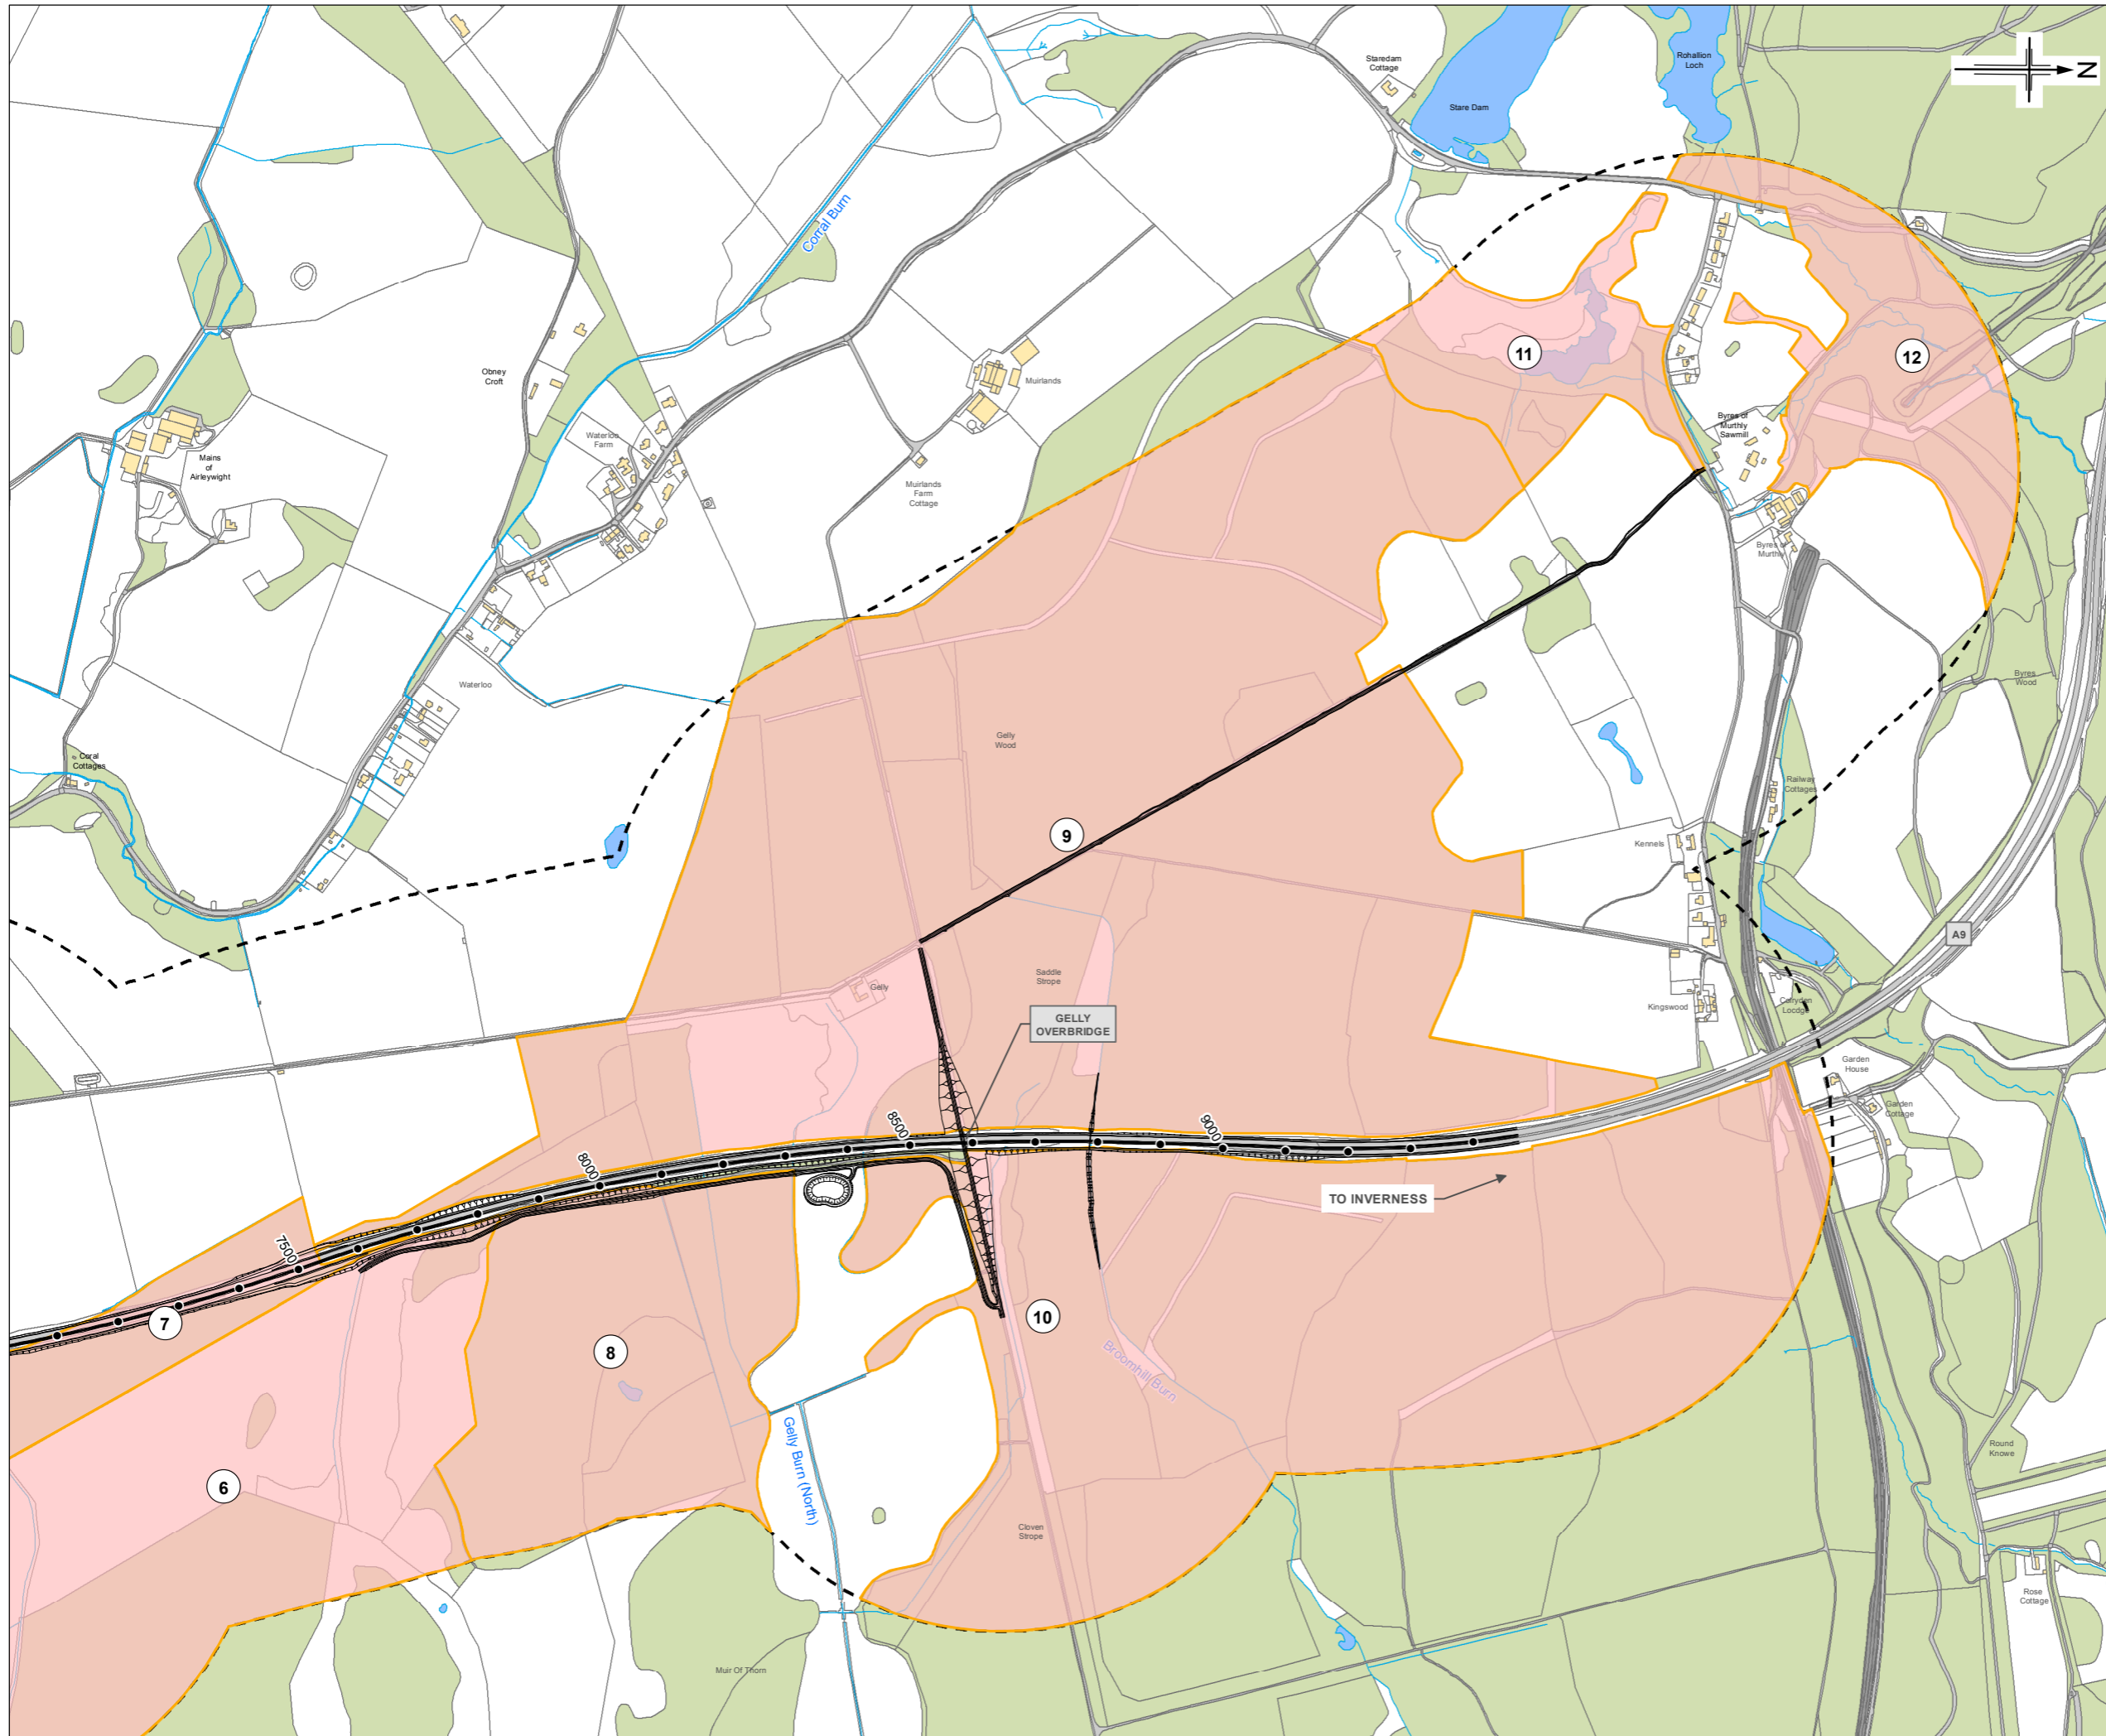 Staredam
Cottage
Rohallion
Loch
N
Stare Dam
Corral Burn
Obney
Croft
Muirlands
11
12
Byres of
Murthly
Sawmill
Waterloo
Farm
Mains
of
Airleywight
Muirlands
Farm
Cottage
Byres of
Murthly
Byres
Wood
Waterloo
Gelly
Wood
Coral
Cottages
Railway
Cottages
9
Kennels
A9
Saddle
Strope
Gelly
GELLY
OVERBRIDGE
Kingswood
Corryden
Locdge
Garden
House
Garden
Cottage
8500
9000
8000
TO INVERNESS
7500
7
10
8
Broomhill Burn
Gelly Burn (North)
6
Round
Knowe
Cloven
Strope
Rose
Cottage
Muir Of Thorn